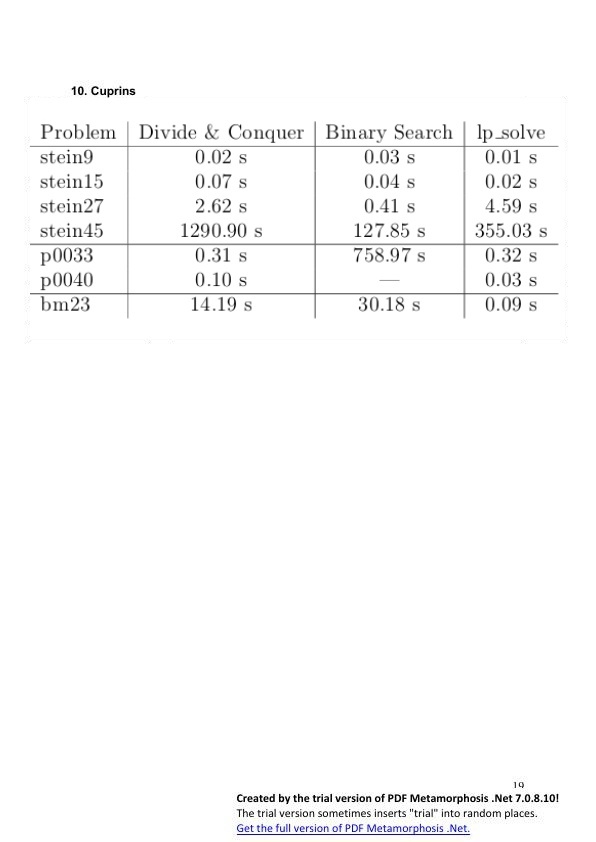 10. Cuprins
Problem Divide & Conquer Binary Search lp_solve
stein9 0.02 s 0.03 s 0.01 s
stein15 0.07 s 0.04 s 0.02 s
stein27 2.62 s 0.41 s 4.59 s
stein45 1290.90 s 127.85 s 355.03 s
p0033 0.31 s 758.97 s 0.32 s
p0040 0.10 s — 0.03 s
bm23 14.19 s 30.18 s 0.09 s
19
Created by the trial version of PDF Metamorphosis .Net 7.0.8.10!
The trial version sometimes inserts "trial" into random places.
Get the full version of PDF Metamorphosis .Net.